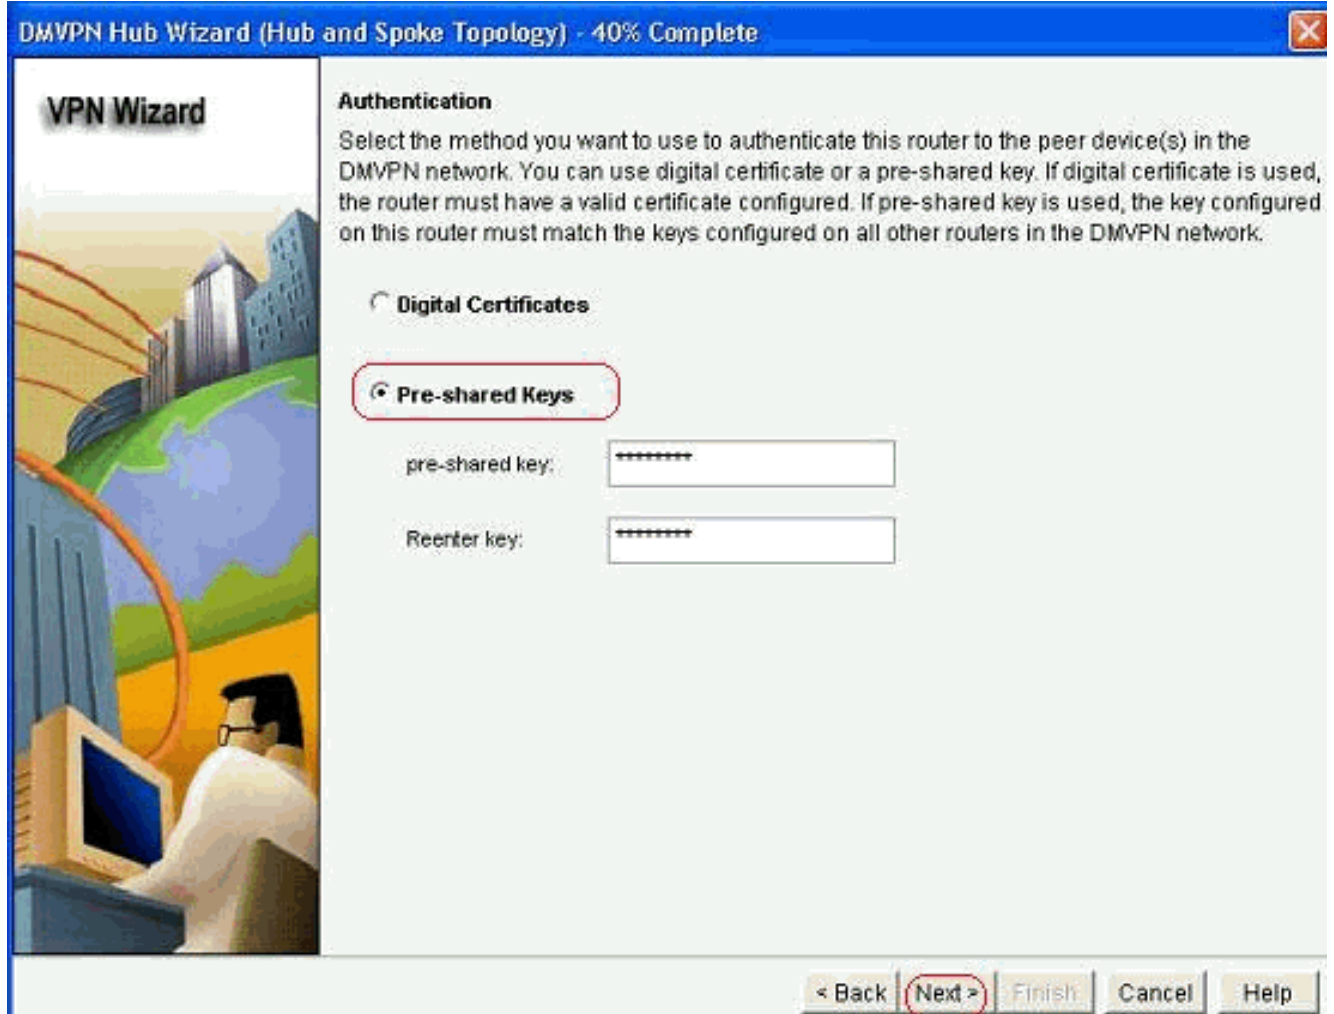 DMVPN Hub Wizard (Hub and Spoke Topology) - 40% Complete
VPN Wizard
Authentication
Select the method you want to use to authenticate this router to the peer device(s) in the
DMVPN network. You can use digital certificate or a pre-shared key. If digital certificate is used,
the router must have a valid certificate configured. If pre-shared key is used, the key configured
on this router must match the keys configured on all other routers in the DMVPN network.
Digital Certificates
Pre-shared Keys
pre-shared key: ********
Reenter key: ********
< Back Next > Finish Cancel Help